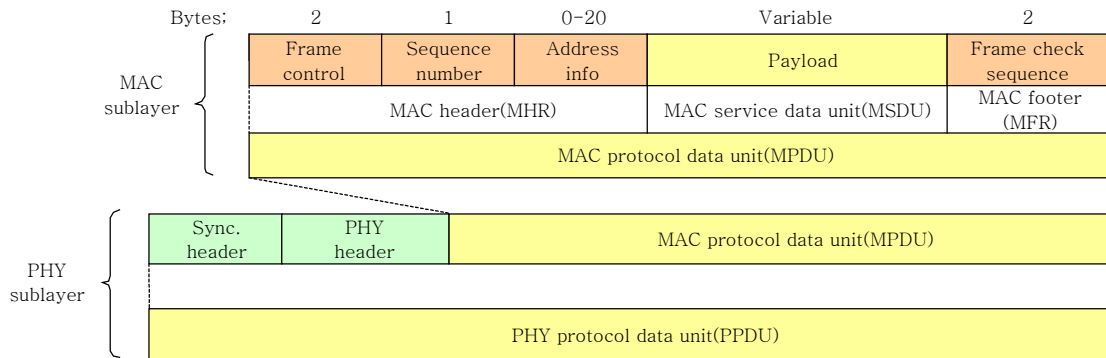 Bytes; 2 1 0-20 Variable 2
Frame control
Sequence number
Address info
Payload
Frame check sequence
MAC sublayer
MAC header(MHR)
MAC service data unit(MSDU)
MAC footer (MFR)
MAC protocol data unit(MPDU)
Sync. header
PHY header
MAC protocol data unit(MPDU)
PHY sublayer
PHY protocol data unit(PPDU)